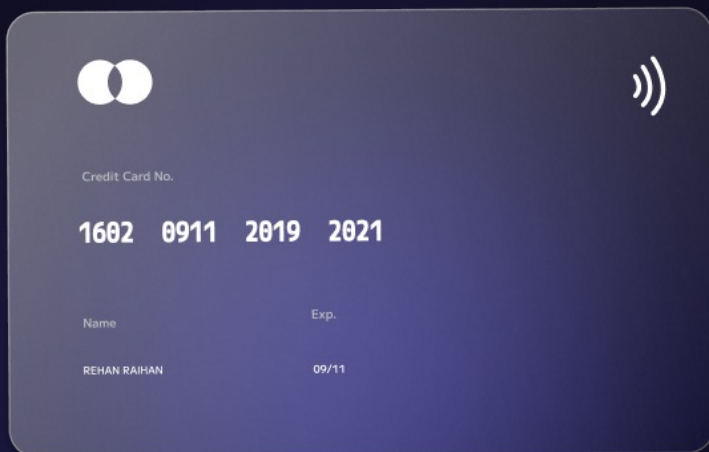 Credit Card No.
1602 0911 2019 2021
Name Exp.
REHAN RAIHAN 09/11